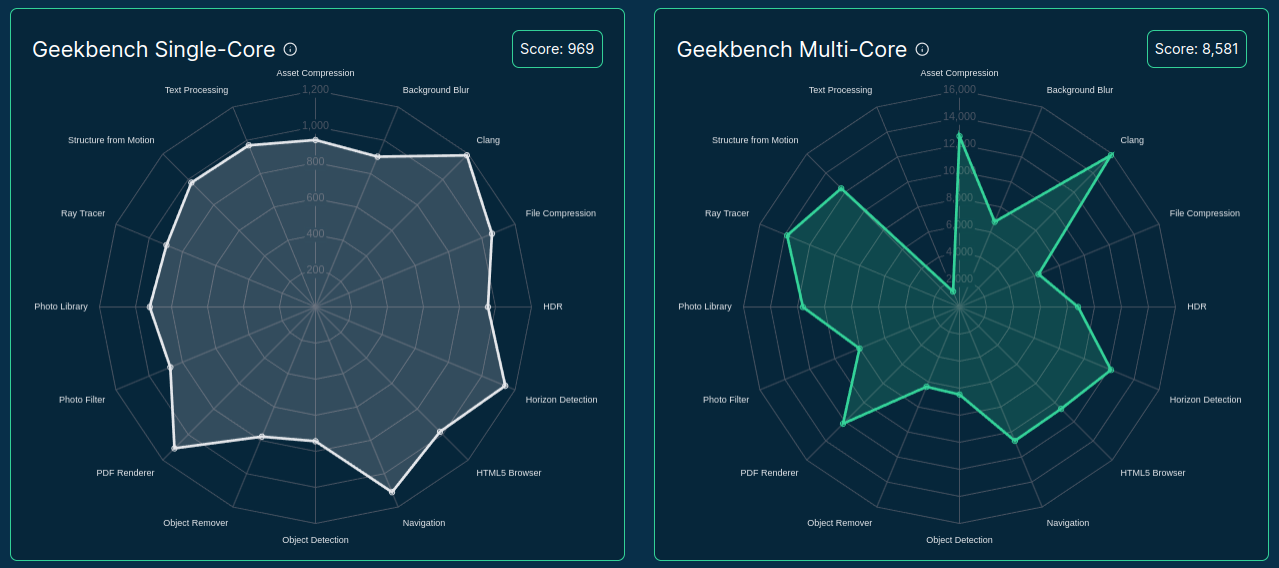 Geekbench Single-Core
Score: 969
Asset Compression
Text Processing
1,200
Background Blur
Structure from Motion
1,000
Clang
800
Ray Tracer
600
File Compression
400
200
Photo Library
HDR
Photo Filter
Horizon Detection
PDF Renderer
HTML5 Browser
Object Remover
Navigation
Object Detection
Geekbench Multi-Core
Score: 8,581
Asset Compression
Text Processing
16,000
Background Blur
14,000
Structure from Motion
12,000
Clang
10,000
8,000
Ray Tracer
6,000
File Compression
4,000
2,000
Photo Library
HDR
Photo Filter
Horizon Detection
PDF Renderer
HTML5 Browser
Object Remover
Navigation
Object Detection